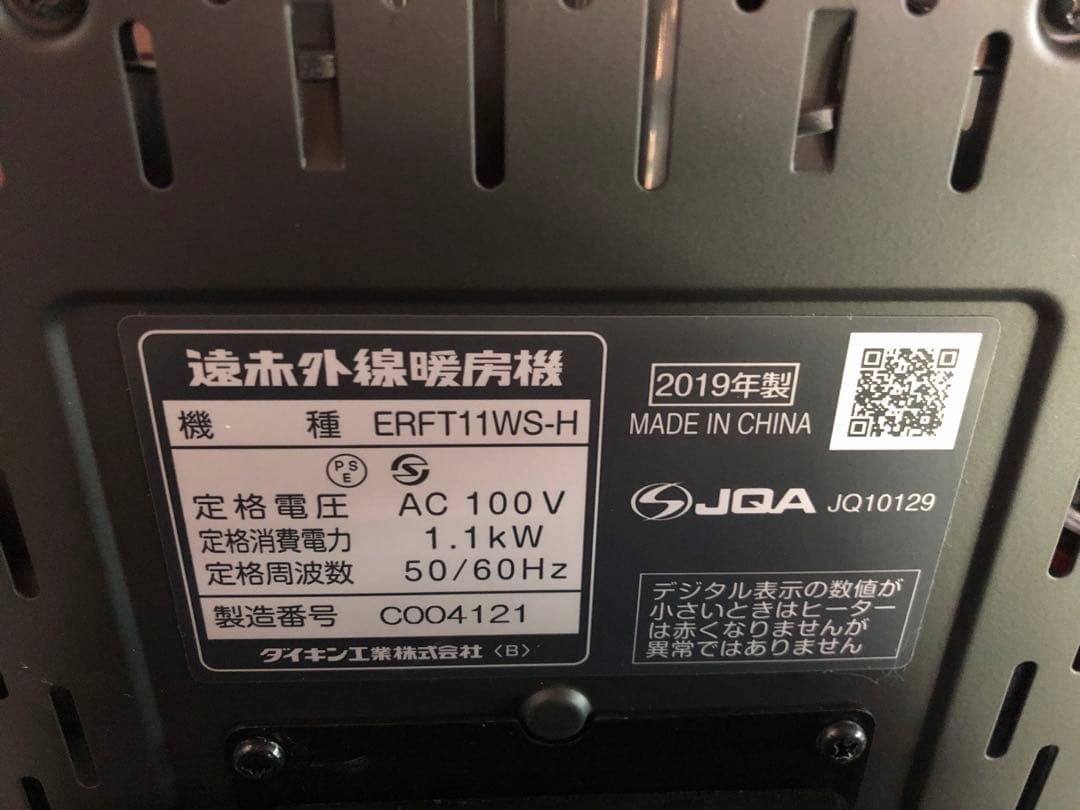 遠赤外線暖房機
機種 ERFT11WS-H
PSE
定格電圧 AC 100V
定格消費電力 1.1kW
定格周波数 50/60Hz
製造番号 C004121
ダイキン工業株式会社〈B〉
2019年製
MADE IN CHINA
JQA JQ10129
デジタル表示の数値が
小さいときはヒーター
は赤くなりませんが
異常ではありません